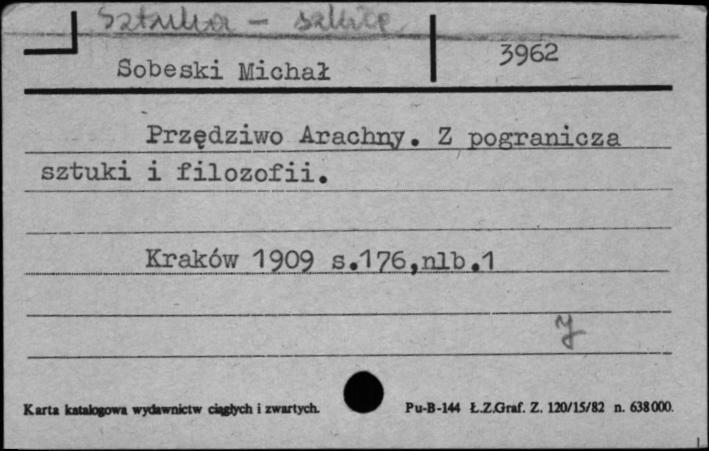 Sztuka - szkice
3962
Sobeski Michał
Przędziwo Arachny. Z pogranicza
sztuki i filozofii.
Kraków 1909 s.176,nlb.1
Karta katalogowa wydawnictw ciągłych i zwartych.
Pu-B-144 Ł.Z.Graf. Z. 120/15/82 n. 638000.